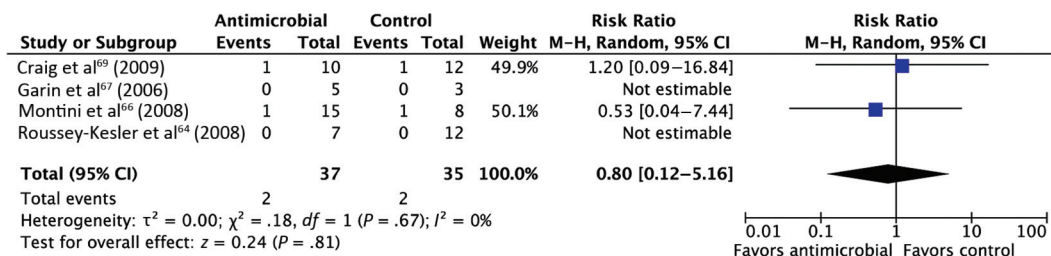 Antimicrobial Control Risk Ratio Risk Ratio
Study or Subgroup Events Total Events Total Weight M–H, Random, 95% CI M–H, Random, 95% CI
Craig et al⁶⁹ (2009) 1 10 1 12 49.9% 1.20 [0.09–16.84]
Garin et al⁶⁷ (2006) 0 5 0 3 Not estimable
Montini et al⁶⁶ (2008) 1 15 1 8 50.1% 0.53 [0.04–7.44]
Roussey-Kesler et al⁶⁴ (2008) 0 7 0 12 Not estimable
Total (95% CI) 37 35 100.0% 0.80 [0.12–5.16]
Total events 2 2
Heterogeneity: τ² = 0.00; χ² = .18, df = 1 (P = .67); I² = 0%
Test for overall effect: z = 0.24 (P = .81)
0.01 0.1 1 10 100
Favors antimicrobial Favors control